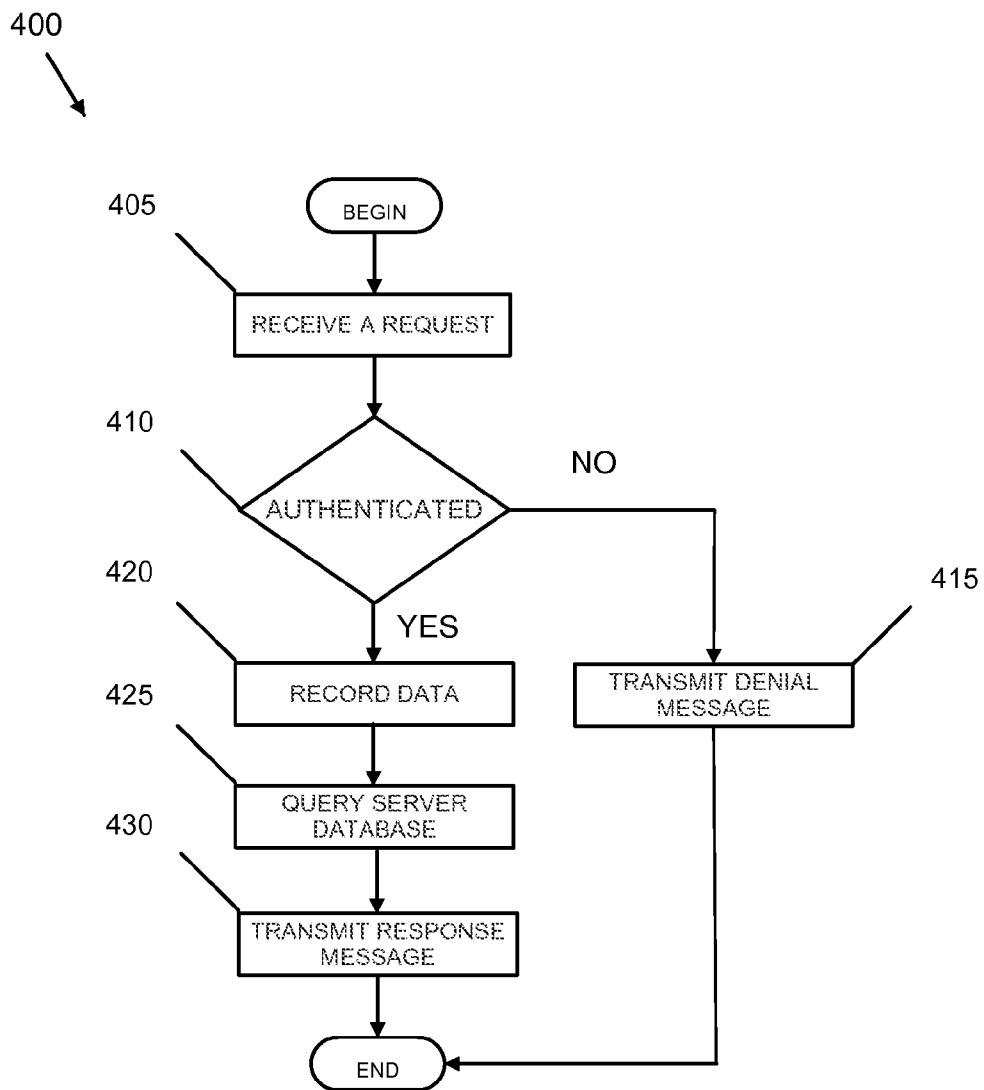 400
405
BEGIN
RECEIVE A REQUEST
410
NO
AUTHENTICATED
420
415
YES
RECORD DATA
TRANSMIT DENIAL
MESSAGE
425
QUERY SERVER
DATABASE
430
TRANSMIT RESPONSE
MESSAGE
END